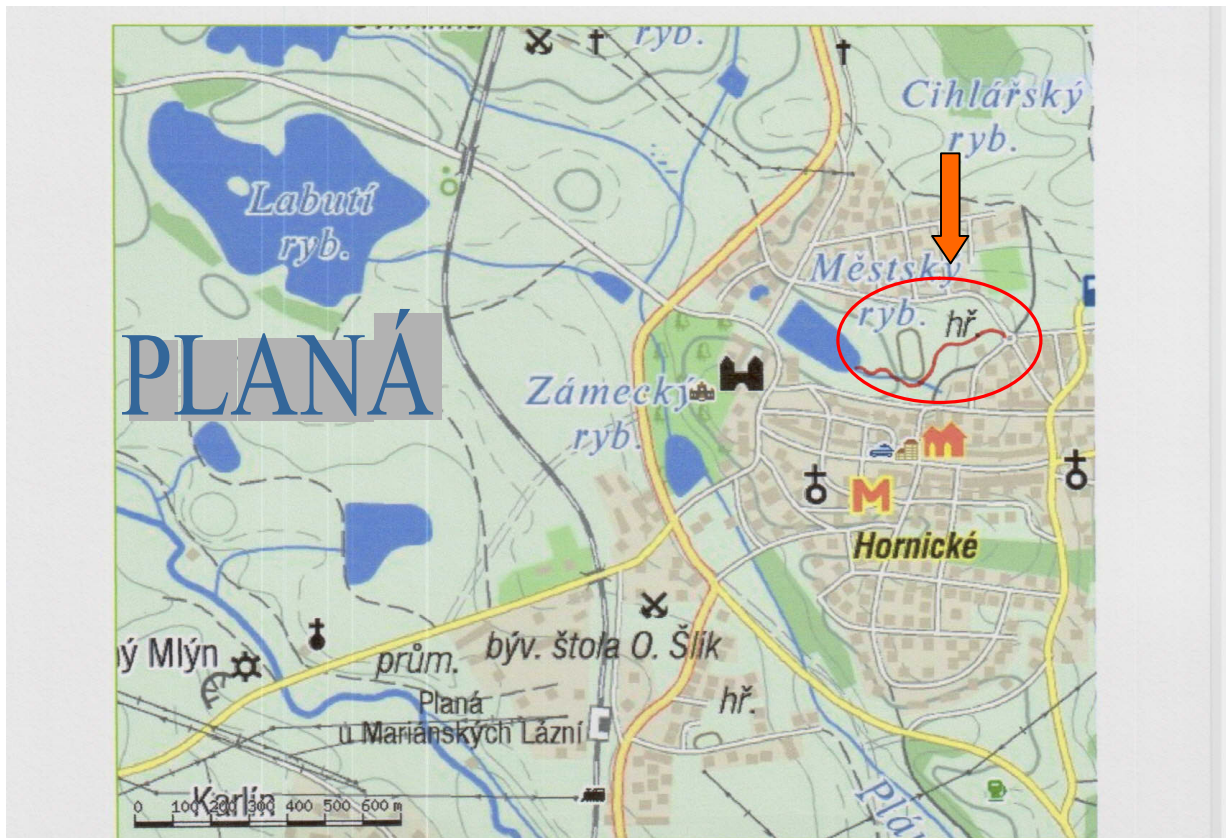 ryb.
Cihlářský
ryb.
Labutí
ryb.
Městský
ryb.
hř.
PLANÁ
Zámecký
ryb.
M
Hornické
ý Mlýn
prům.
býv. štola O. Šlik
hř.
Planá
u Mariánských Lázní
Karlín
0 100 200 300 400 500 600 m
Plán